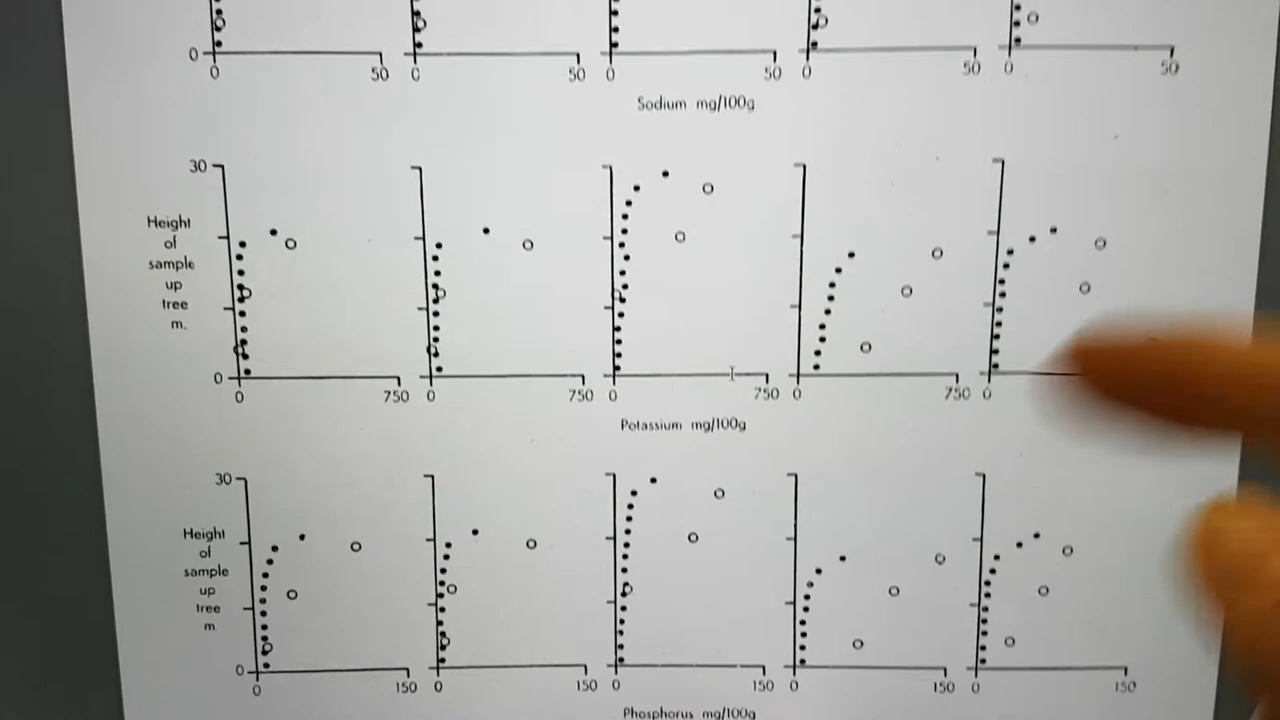 0
0 50 0 50 0 50 0 50 0 50
Sodium mg/100g
30
Height
of
sample
up
tree
m.
0
0 750 0 750 0 750 0 750 0
Potassium mg/100g
30
Height
of
sample
up
tree
m
0
0 150 0 150 0 150 0 150 0 150
Phosphorus mg/100g